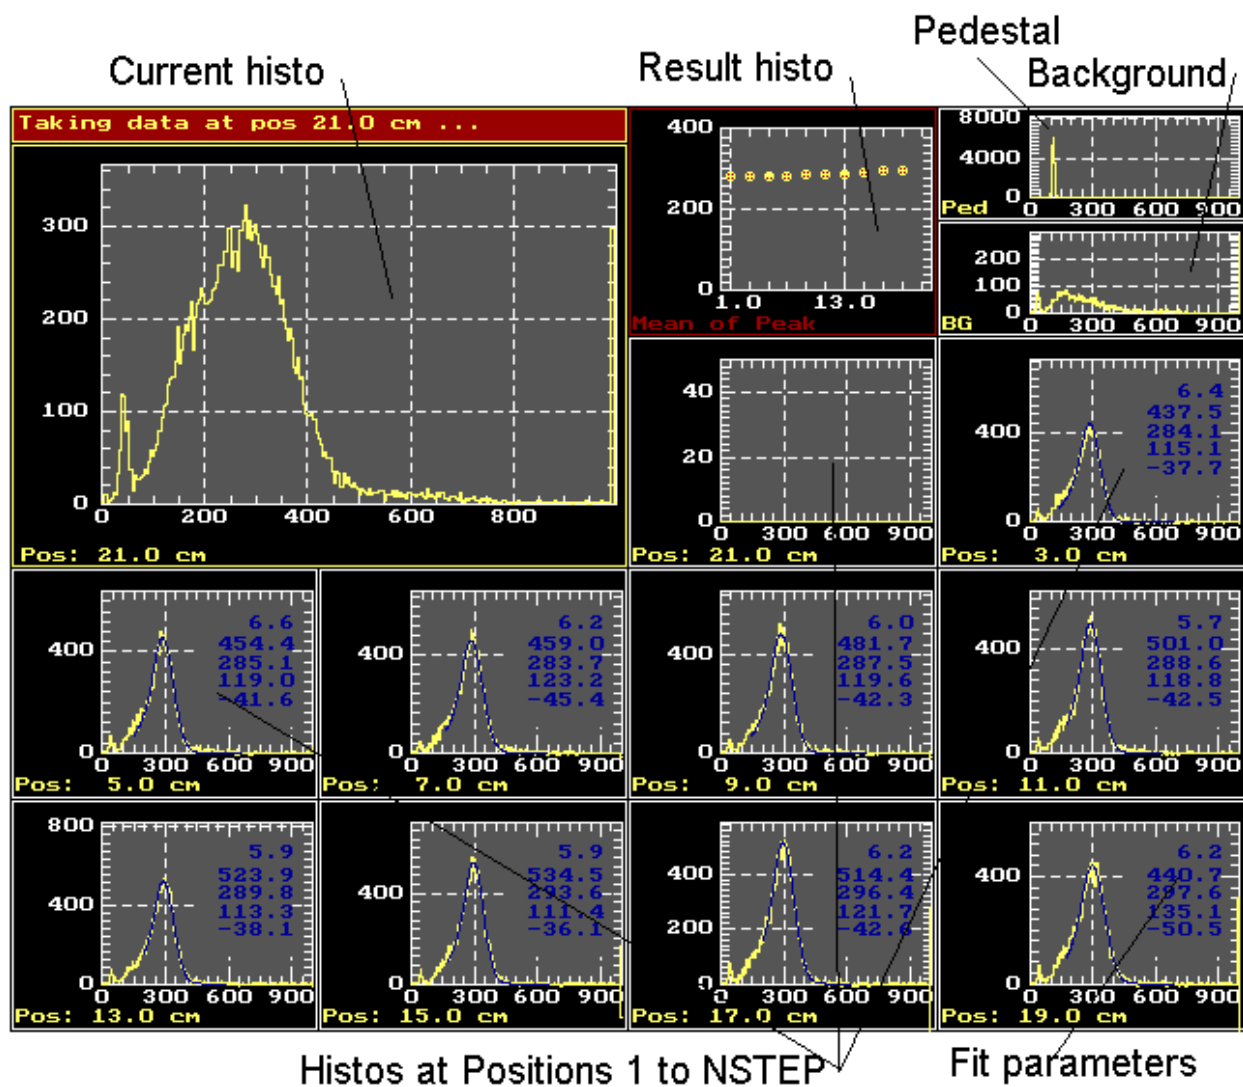 Pedestal
Current histo
Result histo
Background
Taking data at pos 21.0 cm ...
300
200
100
0
0 200 400 600 800
Pos: 21.0 cm
400
200
0
1.0 13.0
Mean of Peak
8000
4000
0
Ped
0 300 600 900
200
100
0
BG
0 300 600 900
40
20
0
0 300 600 900
Pos: 21.0 cm
6.4
437.5
284.1
115.1
-37.7
400
0
0 300 600 900
Pos: 3.0 cm
6.6
454.4
285.1
119.0
-41.6
400
0
0 300 600 900
Pos: 5.0 cm
6.2
459.0
283.7
123.2
-45.4
400
0
0 300 600 900
Pos: 7.0 cm
6.0
481.7
287.5
119.6
-42.3
400
0
0 300 600 900
Pos: 9.0 cm
5.7
501.0
288.6
118.8
-42.5
400
0
0 300 600 900
Pos: 11.0 cm
800
5.9
523.9
289.8
113.3
-38.1
400
0
0 300 600 900
Pos: 13.0 cm
5.9
534.5
293.6
111.4
-36.1
400
0
0 300 600 900
Pos: 15.0 cm
6.2
514.4
296.4
121.7
-42.6
400
200
0
0 300 600 900
Pos: 17.0 cm
6.2
440.7
297.6
135.1
-50.5
400
0
0 300 600 900
Pos: 19.0 cm
Histos at Positions 1 to NSTEP
Fit parameters